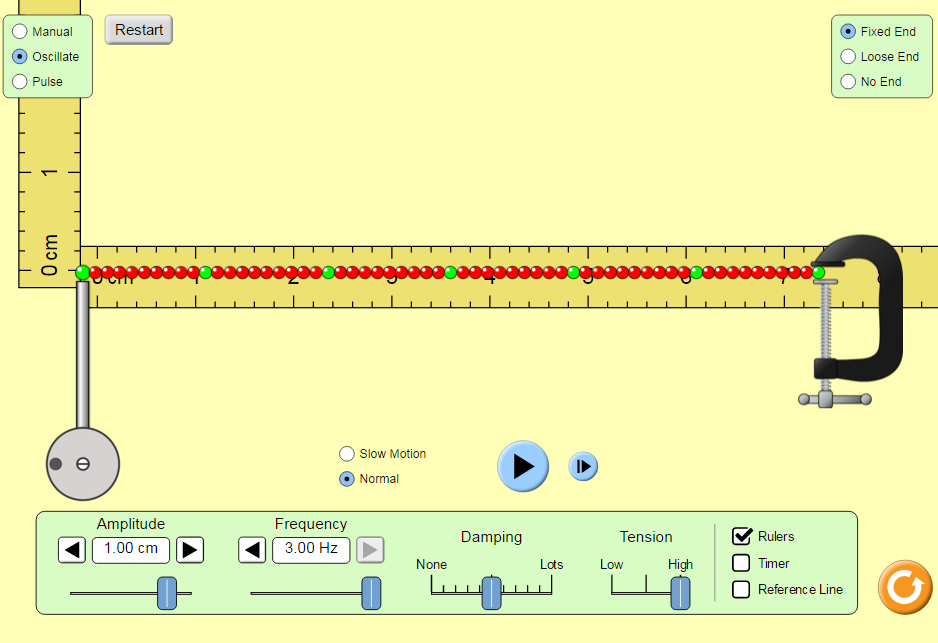 Manual
Oscillate
Pulse
Restart
Fixed End
Loose End
No End
1
0 cm
0 cm
1
2
3
4
5
6
7
Slow Motion
Normal
Amplitude
1.00 cm
Frequency
3.00 Hz
Damping
None
Lots
Tension
Low
High
Rulers
Timer
Reference Line